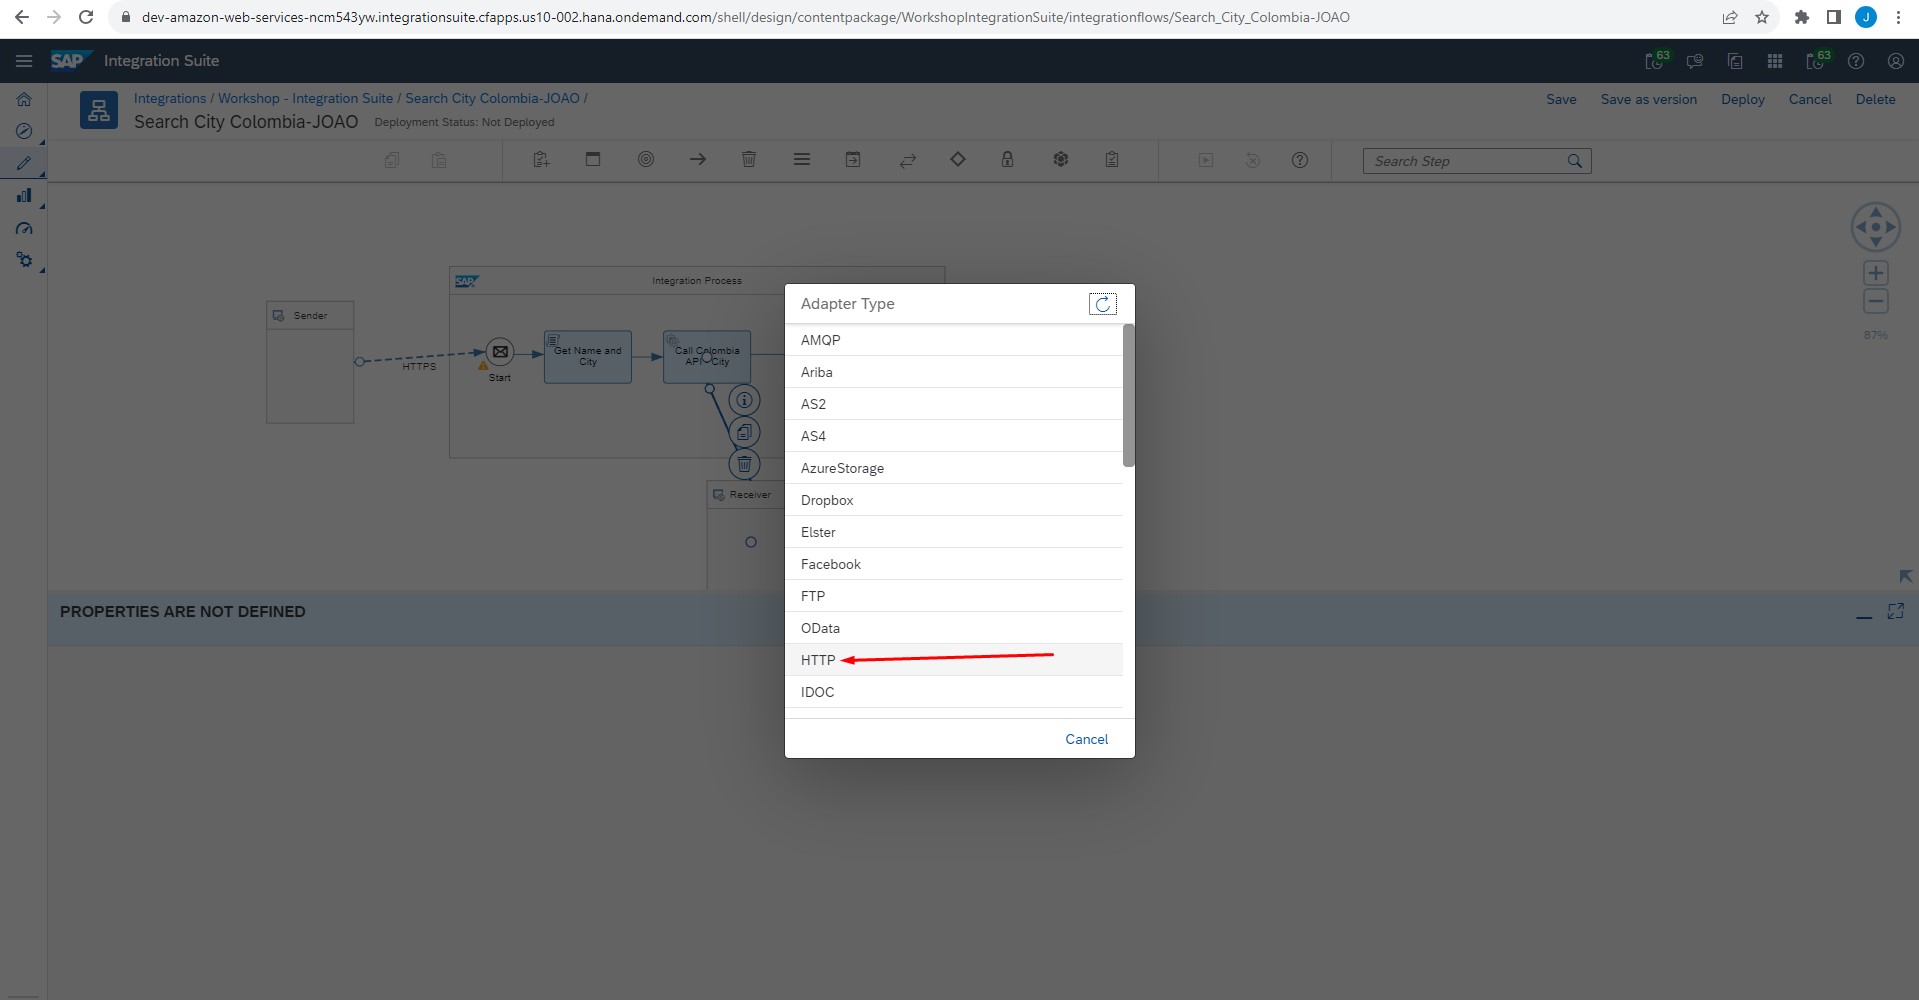 dev-amazon-web-services-ncm543yw.integrationsuite.cfapps.us10-002.hana.ondemand.com/shell/design/contentpackage/WorkshopIntegrationSuite/integrationflows/Search_City_Colombia-JOAO
J
SAP Integration Suite
63
63
Integrations / Workshop - Integration Suite / Search City Colombia-JOAO /
Search City Colombia-JOAO Deployment Status: Not Deployed
Save Save as version Deploy Cancel Delete
Search Step
87%
SAP Integration Process
Sender
HTTPS
Start
Get Name and
City
Call Colombia
API City
Receiver
Adapter Type
AMQP
Ariba
AS2
AS4
AzureStorage
Dropbox
Elster
Facebook
FTP
OData
HTTP
IDOC
Cancel
PROPERTIES ARE NOT DEFINED